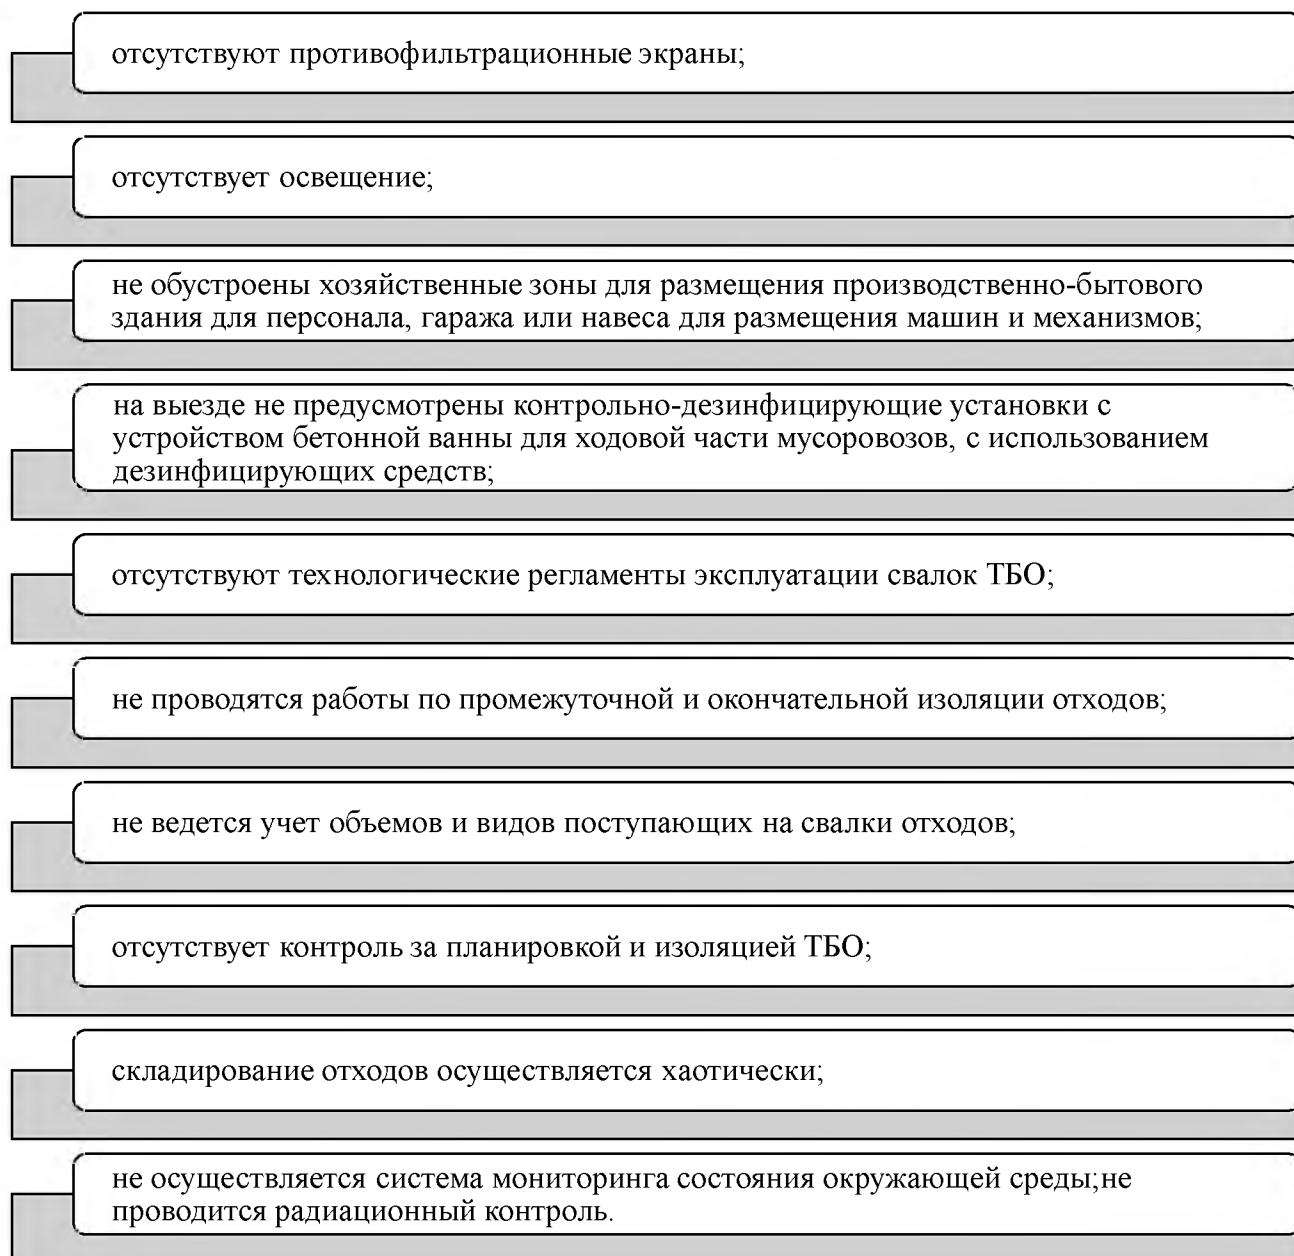 отсутствуют противофильтрационные экраны;
отсутствует освещение;
не обустроены хозяйственные зоны для размещения производственно-бытового
здания для персонала, гаража или навеса для размещения машин и механизмов;
на выезде не предусмотрены контрольно-дезинфицирующие установки с
устройством бетонной ванны для ходовой части мусоровозов, с использованием
дезинфицирующих средств;
отсутствуют технологические регламенты эксплуатации свалок ТБО;
не проводятся работы по промежуточной и окончательной изоляции отходов;
не ведется учет объемов и видов поступающих на свалки отходов;
отсутствует контроль за планировкой и изоляцией ТБО;
складирование отходов осуществляется хаотически;
не осуществляется система мониторинга состояния окружающей среды;не
проводится радиационный контроль.